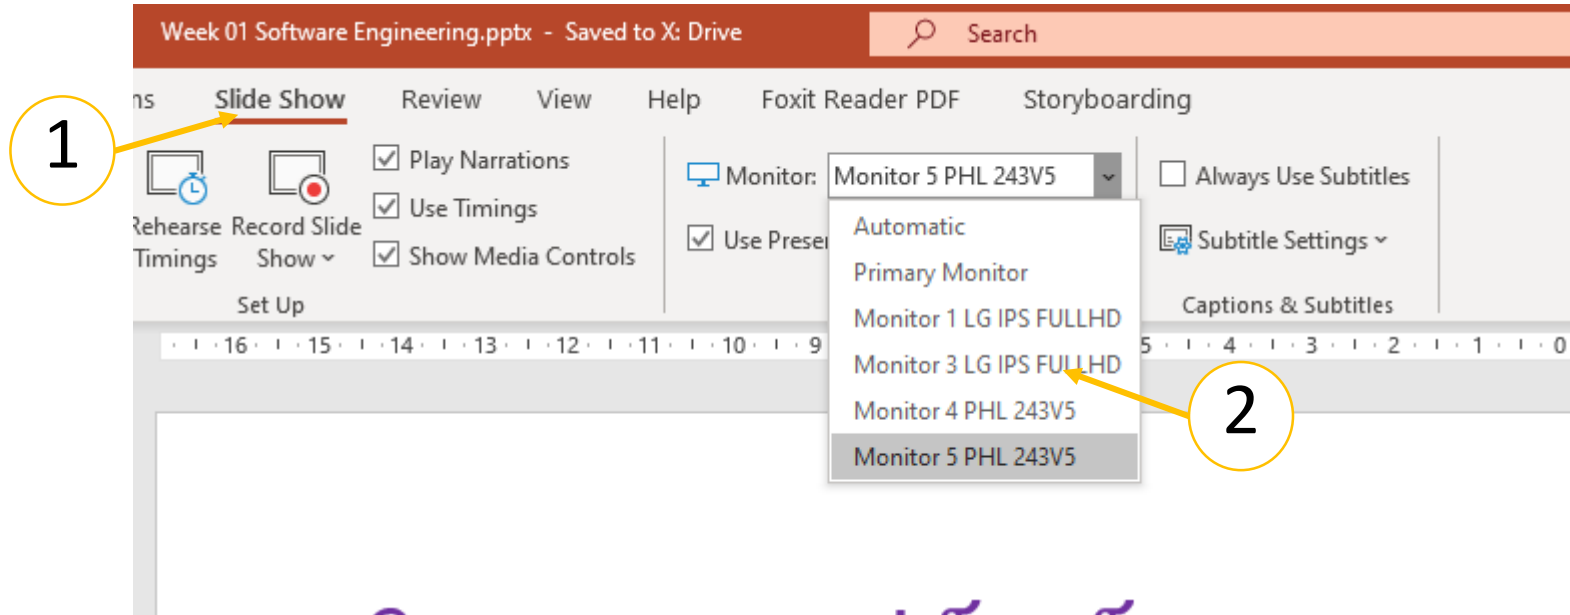 Week 01 Software Engineering.pptx - Saved to X: Drive
Search
Slide Show Review View Help Foxit Reader PDF Storyboarding
1
Play Narrations
Use Timings
Show Media Controls
Rehearse
Timings
Record Slide
Show
Set Up
Monitor: Monitor 5 PHL 243V5
Use
Automatic
Primary Monitor
Monitor 1 LG IPS FULLHD
Monitor 3 LG IPS FULLHD
Monitor 4 PHL 243V5
Monitor 5 PHL 243V5
2
Always Use Subtitles
Subtitle Settings
Captions & Subtitles
16 15 14 13 12 11 10 9 5 4 3 2 1 0